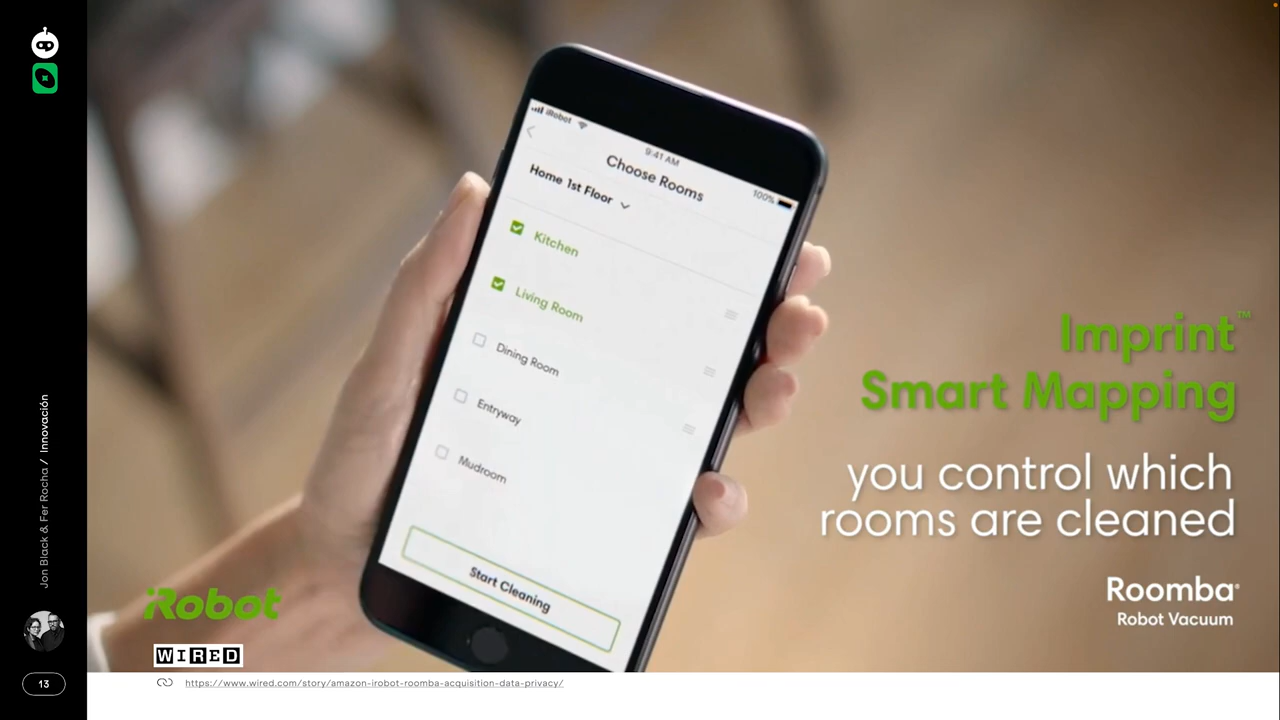 iRobot
9:41 AM
100%
Choose Rooms
Home 1st Floor
Kitchen
Living Room
Dining Room
Entryway
Mudroom
Start Cleaning
Imprint™
Smart Mapping
you control which
rooms are cleaned
Roomba®
Robot Vacuum
iRobot
WIRED
https://www.wired.com/story/amazon-irobot-roomba-acquisition-data-privacy/
Jon Black & Fer Rocha / Innovación
13